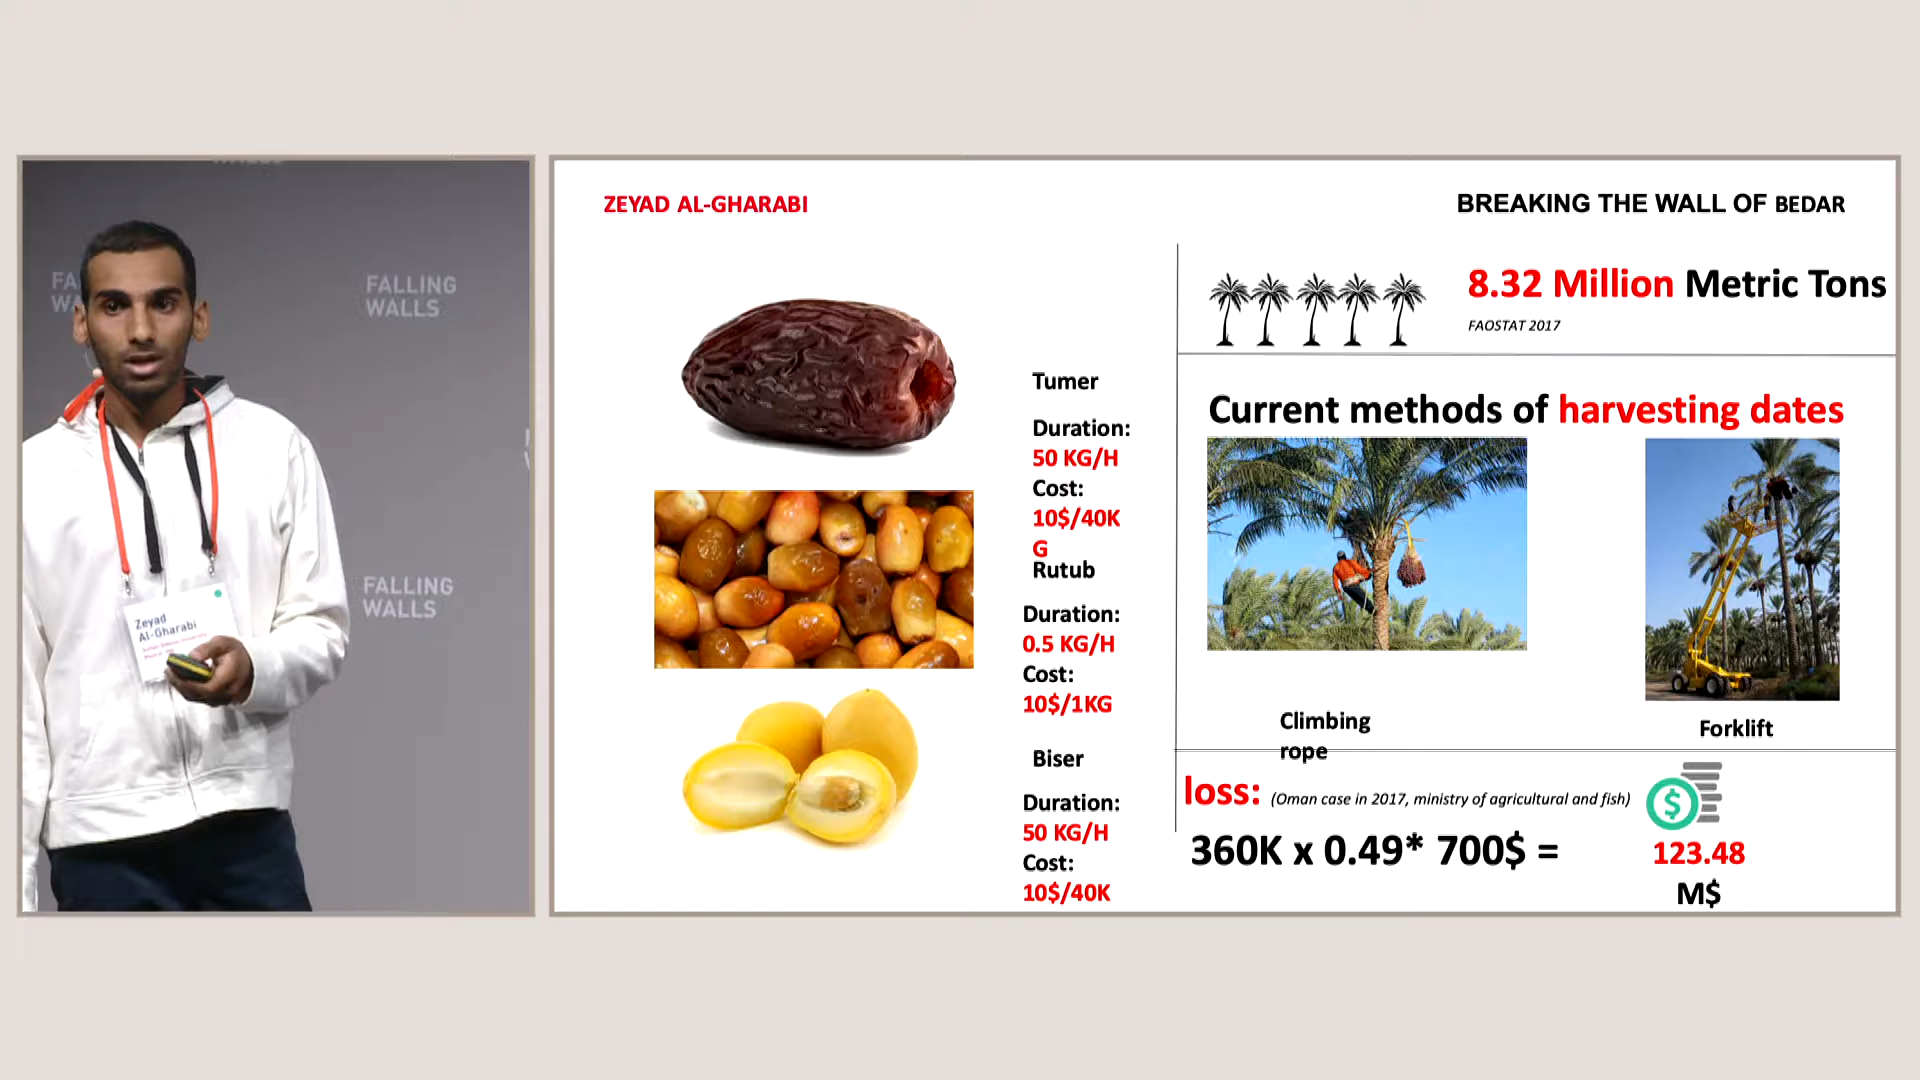 FALLING
WALLS
FALLING
WALLS
Zeyad
Al-Gharabi
ZEYAD AL-GHARABI
BREAKING THE WALL OF BEDAR
8.32 Million Metric Tons
FAOSTAT 2017
Tumer
Duration:
50 KG/H
Cost:
10$/40K
G
Rutub
Duration:
0.5 KG/H
Cost:
10$/1KG
Biser
Duration:
50 KG/H
Cost:
10$/40K
Current methods of harvesting dates
Climbing
rope
Forklift
loss: (Oman case in 2017, ministry of agricultural and fish)
360K x 0.49* 700$ =
123.48
M$